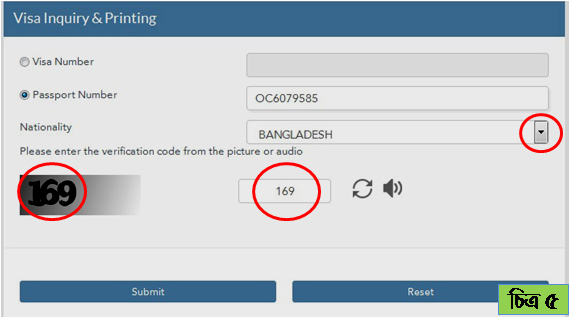 Visa Inquiry & Printing
Visa Number
Passport Number
OC6079585
Nationality
BANGLADESH
Please enter the verification code from the picture or audio
169
169
Submit
Reset
চিত্র ৫